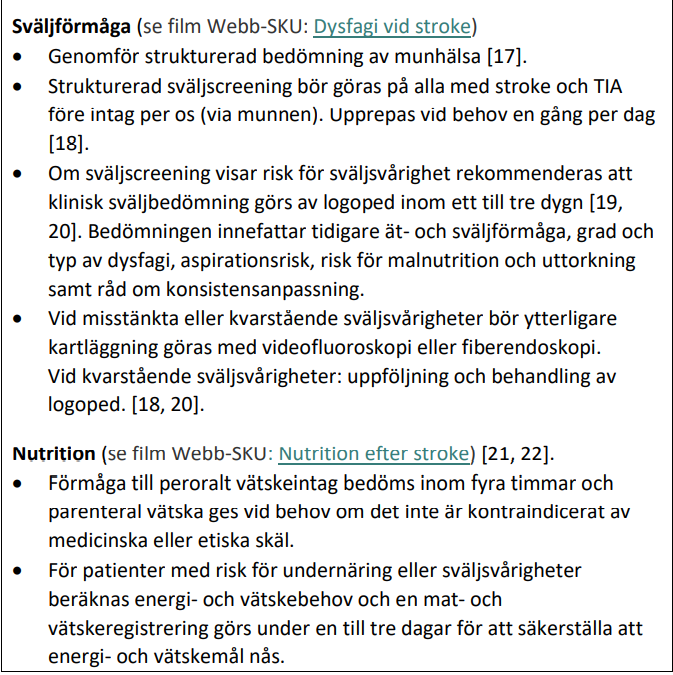 Sväljförmåga (se film Webb-SKU: Dysfagi vid stroke)
• Genomför strukturerad bedömning av munhälsa [17].
• Strukturerad sväljscreening bör göras på alla med stroke och TIA
före intag per os (via munnen). Upprepas vid behov en gång per dag
[18].
• Om sväljscreening visar risk för sväljsvårighet rekommenderas att
klinisk sväljbedömning görs av logoped inom ett till tre dygn [19,
20]. Bedömningen innefattar tidigare ät- och sväljförmåga, grad och
typ av dysfagi, aspirationsrisk, risk för malnutrition och uttorkning
samt råd om konsistensanpassning.
• Vid misstänkta eller kvarstående sväljsvårigheter bör ytterligare
kartläggning göras med videofluoroskopi eller fiberendoskopi.
Vid kvarstående sväljsvårigheter: uppföljning och behandling av
logoped. [18, 20].
Nutrition (se film Webb-SKU: Nutrition efter stroke) [21, 22].
• Förmåga till peroralt vätskeintag bedöms inom fyra timmar och
parenteral vätska ges vid behov om det inte är kontraindicerat av
medicinska eller etiska skäl.
• För patienter med risk för undernäring eller sväljsvårigheter
beräknas energi- och vätskebehov och en mat- och
vätskeregistrering görs under en till tre dagar för att säkerställa att
energi- och vätskemål nås.